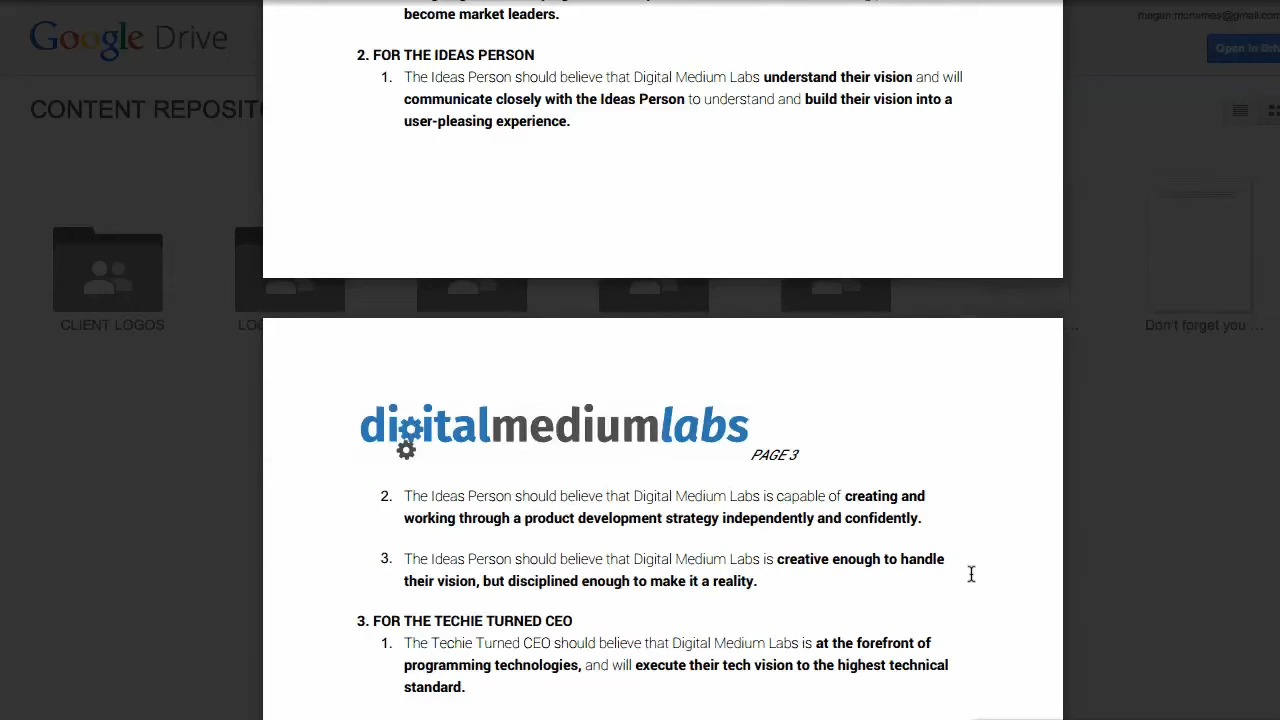 become market leaders.
Google Drive
Open in Dri
CONTENT REPOSIT
2. FOR THE IDEAS PERSON
1. The Ideas Person should believe that Digital Medium Labs understand their vision and will
communicate closely with the Ideas Person to understand and build their vision into a
user-pleasing experience.
CLIENT LOGOS
Don't forget you ...
digitalmediumlabs
PAGE 3
2. The Ideas Person should believe that Digital Medium Labs is capable of creating and
working through a product development strategy independently and confidently.
3. The Ideas Person should believe that Digital Medium Labs is creative enough to handle
their vision, but disciplined enough to make it a reality.
3. FOR THE TECHIE TURNED CEO
1. The Techie Turned CEO should believe that Digital Medium Labs is at the forefront of
programming technologies, and will execute their tech vision to the highest technical
standard.